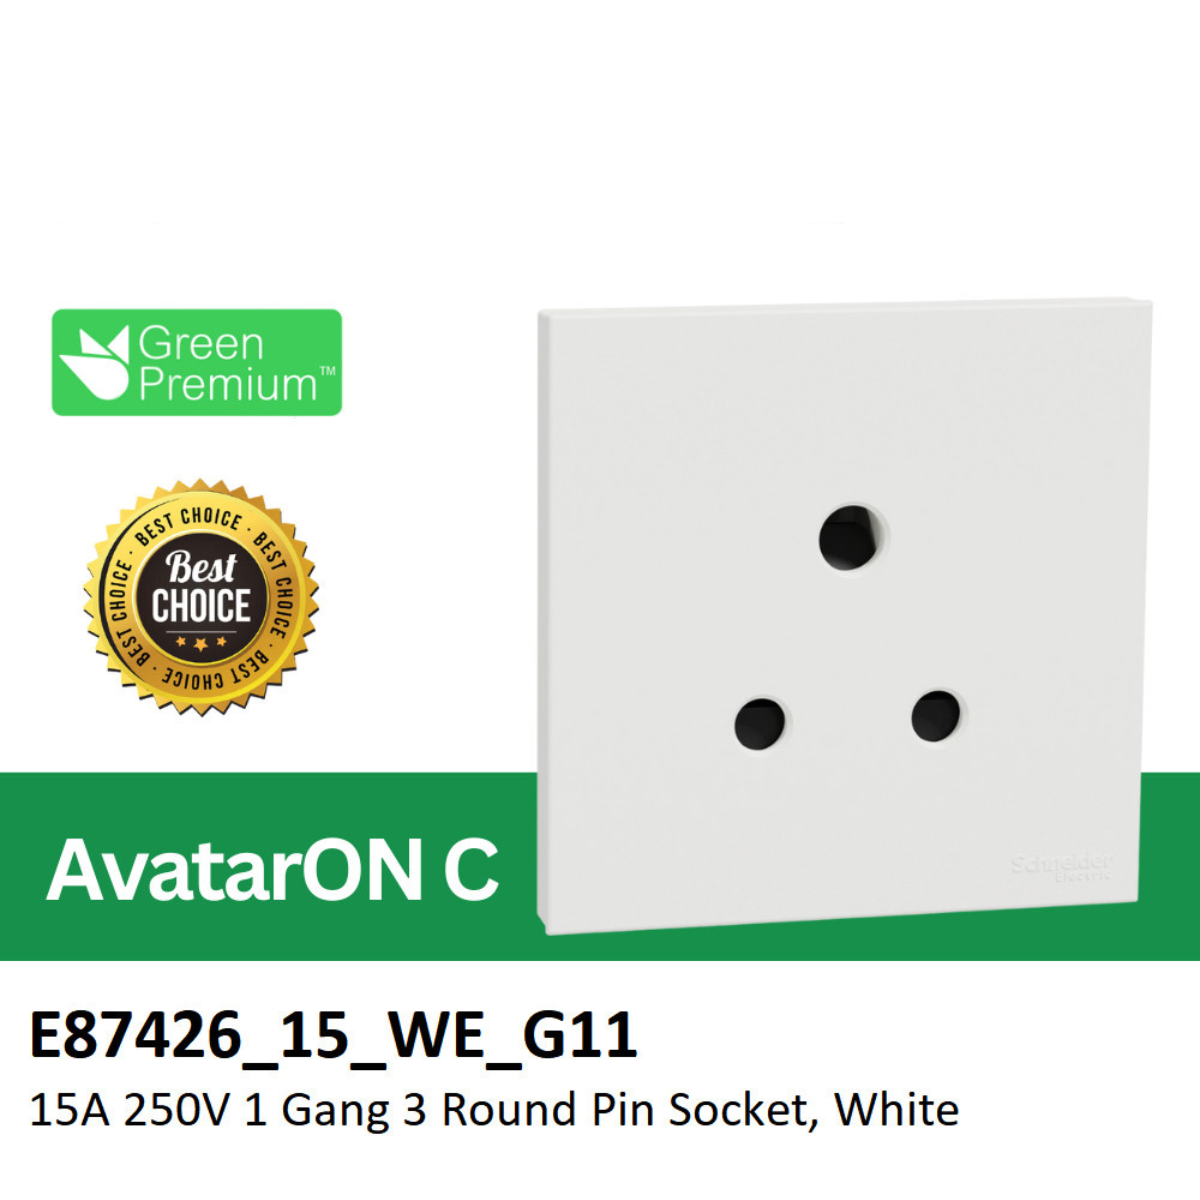 Green
Premium™
BEST CHOICE · BEST CHOICE · BEST CHOICE · BEST CHOICE ·
Best
CHOICE
Schneider
Electric
AvatarON C
E87426_15_WE_G11
15A 250V 1 Gang 3 Round Pin Socket, White